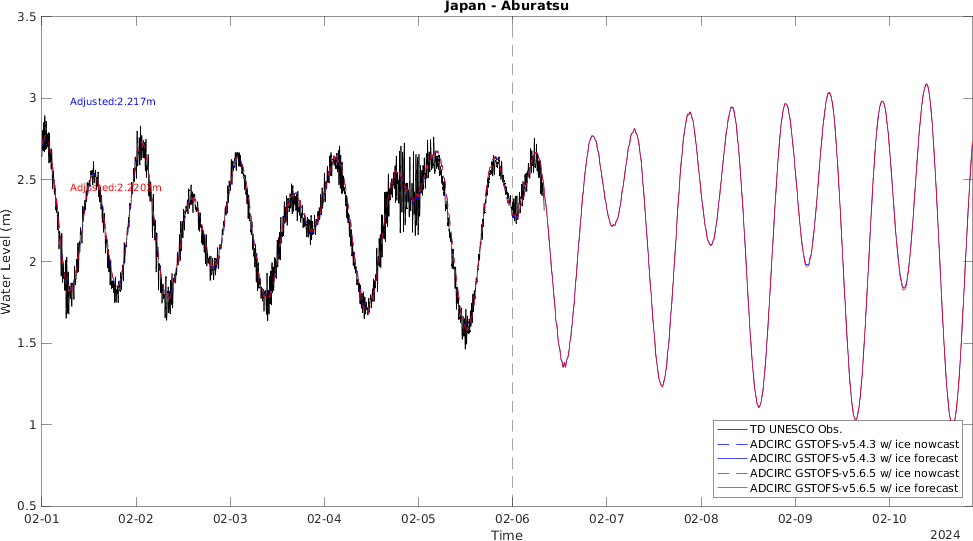 Japan - Aburatsu
3.5
3
2.5
2
1.5
1
0.5
Water Level (m)
Adjusted:2.217m
Adjusted:2.2203m
TD UNESCO Obs.
ADCIRC GSTOFS-v5.4.3 w/ ice nowcast
ADCIRC GSTOFS-v5.4.3 w/ ice forecast
ADCIRC GSTOFS-v5.6.5 w/ ice nowcast
ADCIRC GSTOFS-v5.6.5 w/ ice forecast
02-01 02-02 02-03 02-04 02-05 02-06 02-07 02-08 02-09 02-10
Time
2024